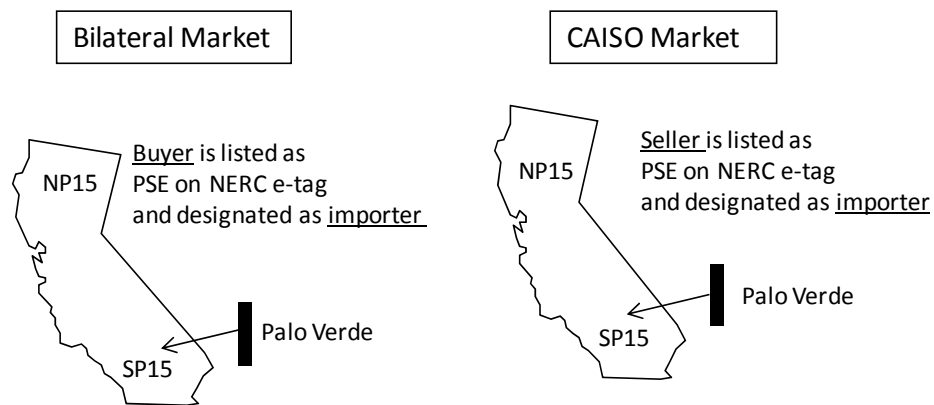 Bilateral Market
NP15
Buyer is listed as
PSE on NERC e-tag
and designated as importer
Palo Verde
SP15
CAISO Market
NP15
Seller is listed as
PSE on NERC e-tag
and designated as importer
Palo Verde
SP15